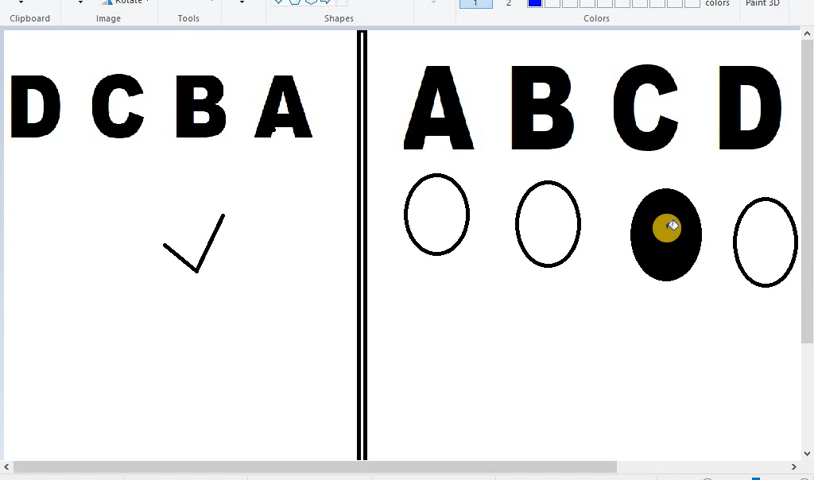 Rotate
1 2 colors Paint 3D
Clipboard Image Tools Shapes Colors
D C B A
A B C D